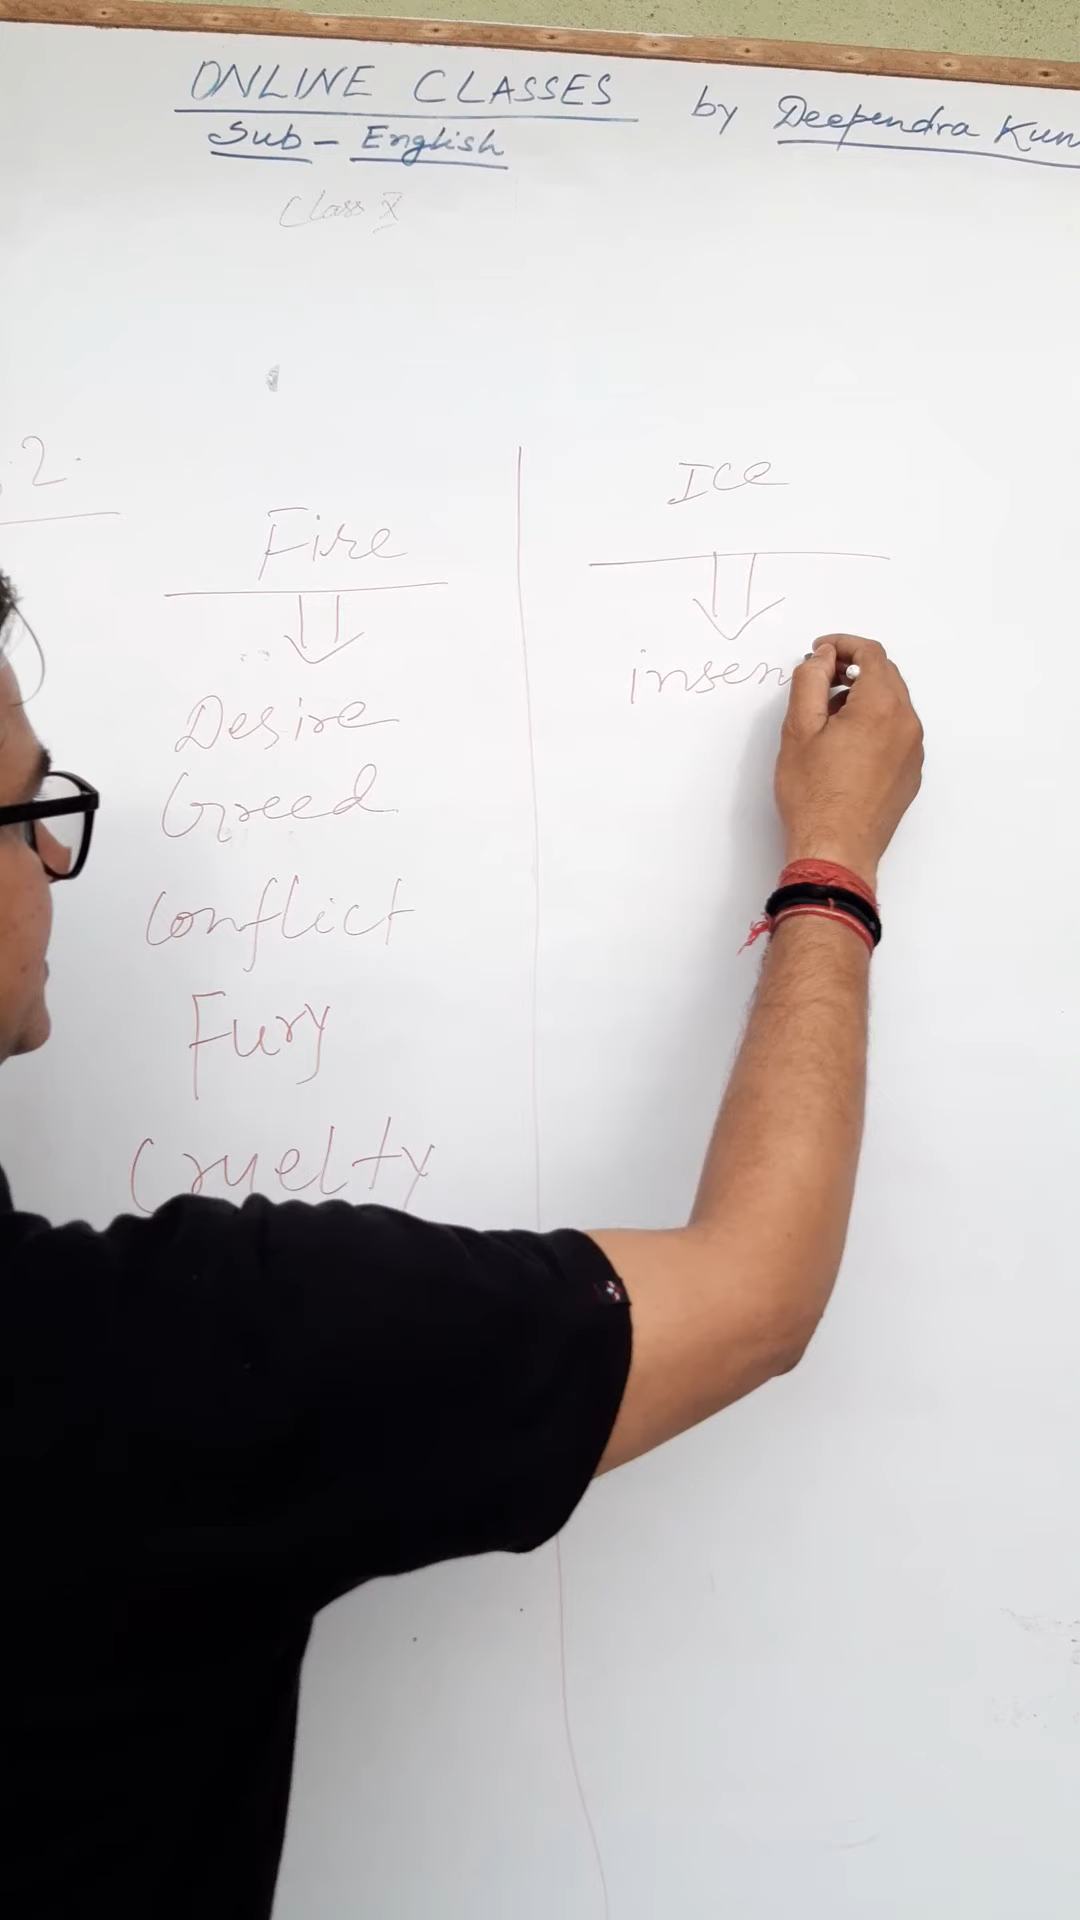 ONLINE CLASSES by Deependra Kum
Sub - English
Class X
2.
Fire
Desire
Greed
Conflict
Fury
Cruelty
Ice
insen